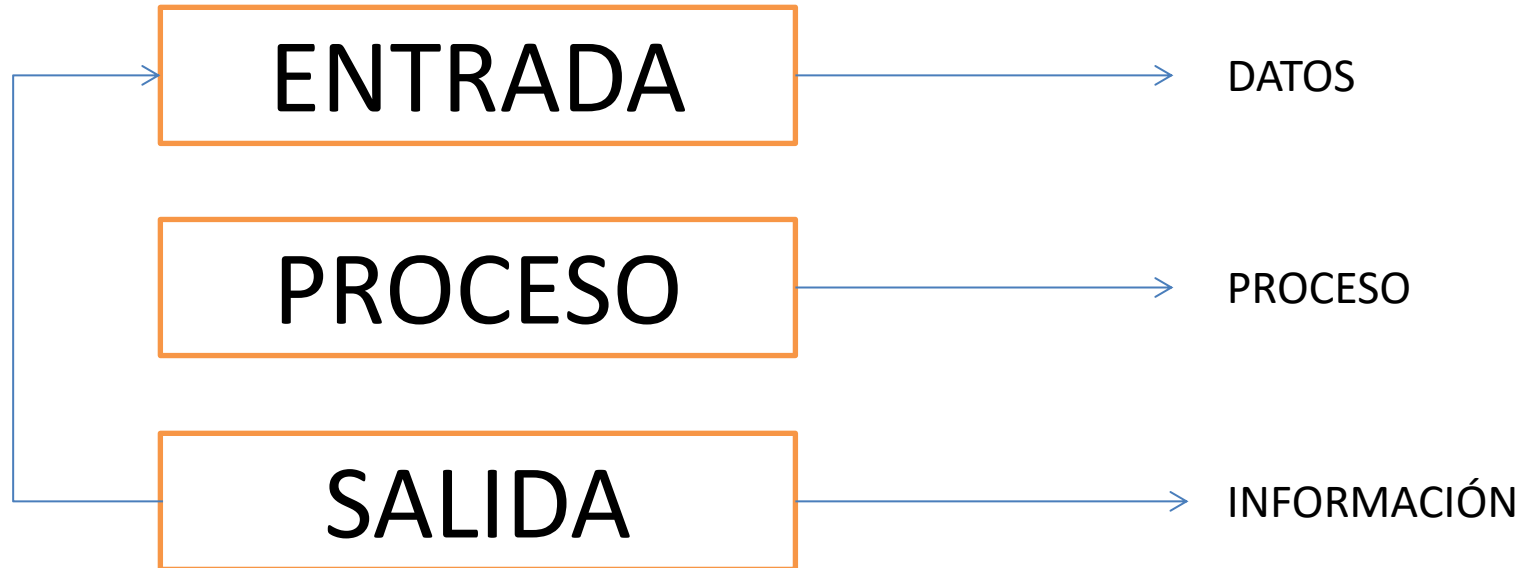 ENTRADA
DATOS
PROCESO
PROCESO
SALIDA
INFORMACIÓN